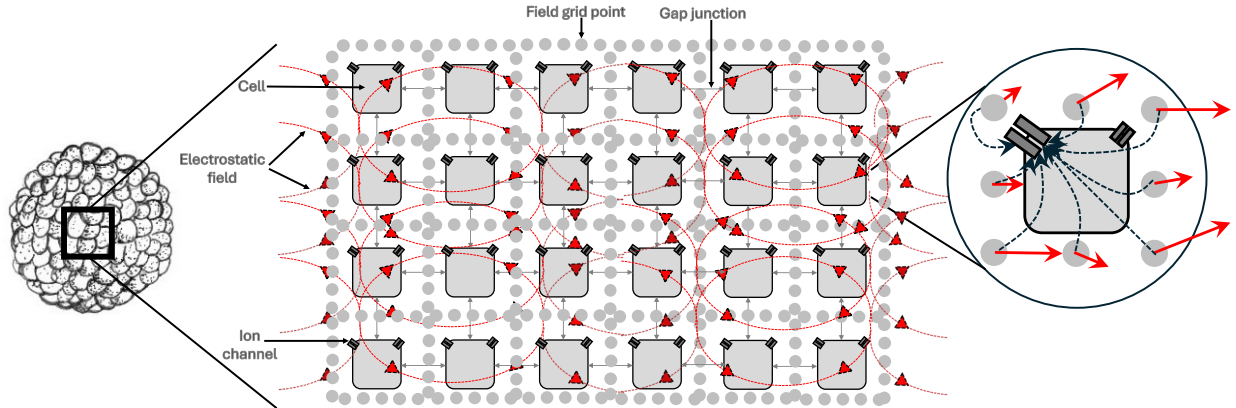 Field grid point
Gap junction
Cell
Electrostatic
field
Ion
channel